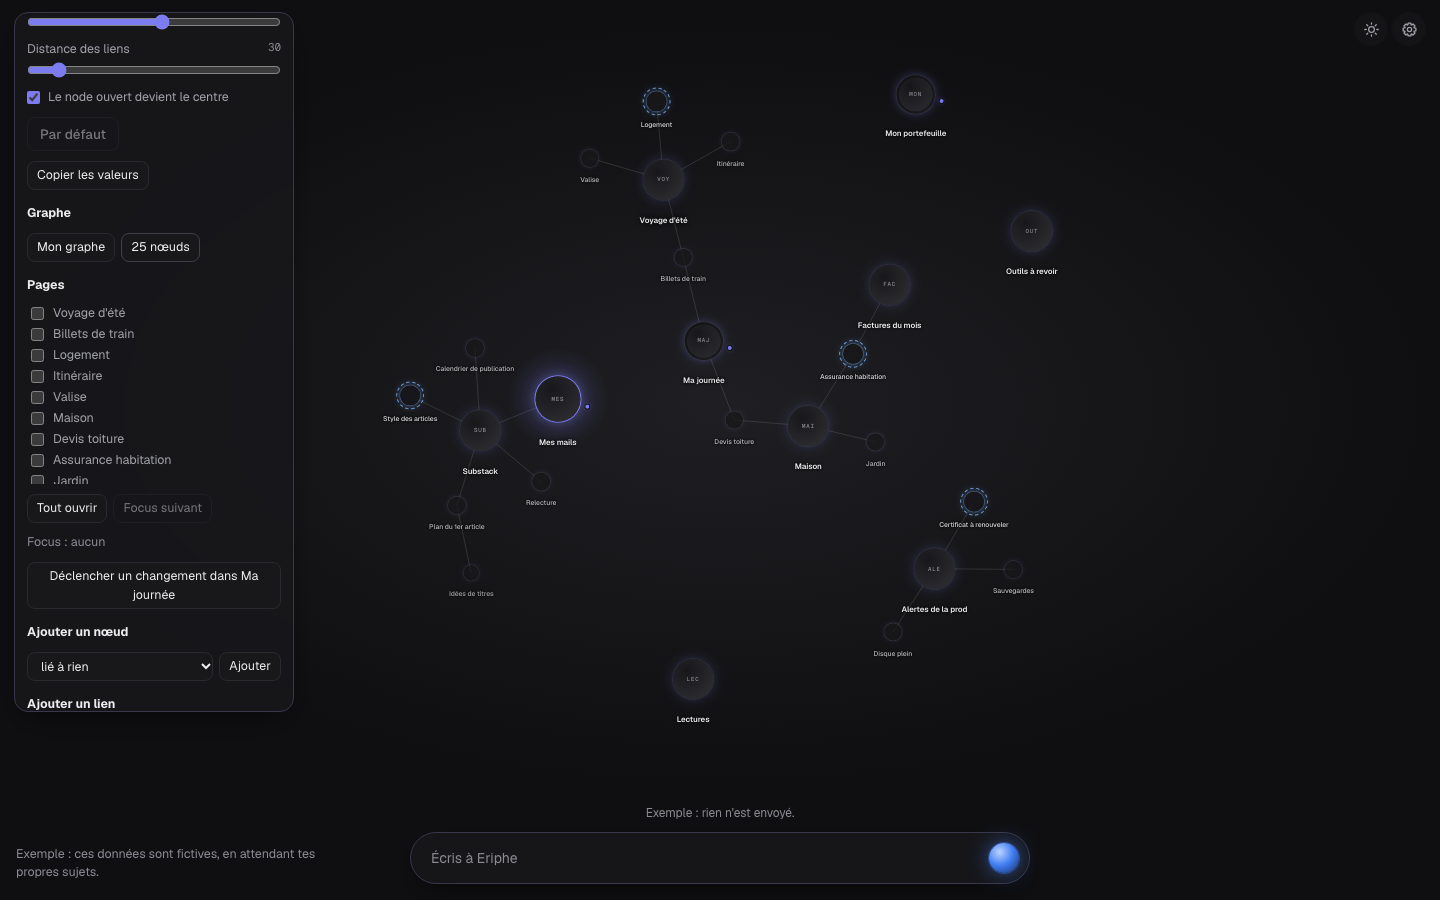 Distance des liens
30
Le node ouvert devient le centre
Par défaut
Copier les valeurs
Graphe
Mon graphe
25 nœuds
Pages
Voyage d'été
Billets de train
Logement
Itinéraire
Valise
Maison
Devis toiture
Assurance habitation
Jardin
Tout ouvrir
Focus suivant
Focus : aucun
Déclencher un changement dans Ma
journée
Ajouter un nœud
lié à rien
Ajouter
Ajouter un lien
MON
Mon portefeuille
Logement
Itinéraire
Valise
VOY
Voyage d'été
OUT
Outils à revoir
Billets de train
FAC
Factures du mois
MAJ
Ma journée
Assurance habitation
Calendrier de publication
Style des articles
MES
Mes mails
SUB
Substack
Devis toiture
MAI
Maison
Jardin
Relecture
Plan du 1er article
Idées de titres
Certificat à renouveler
ALE
Alertes de la prod
Sauvegardes
Disque plein
LEC
Lectures
Exemple : rien n'est envoyé.
Écris à Eriphe
Exemple : ces données sont fictives, en attendant tes
propres sujets.